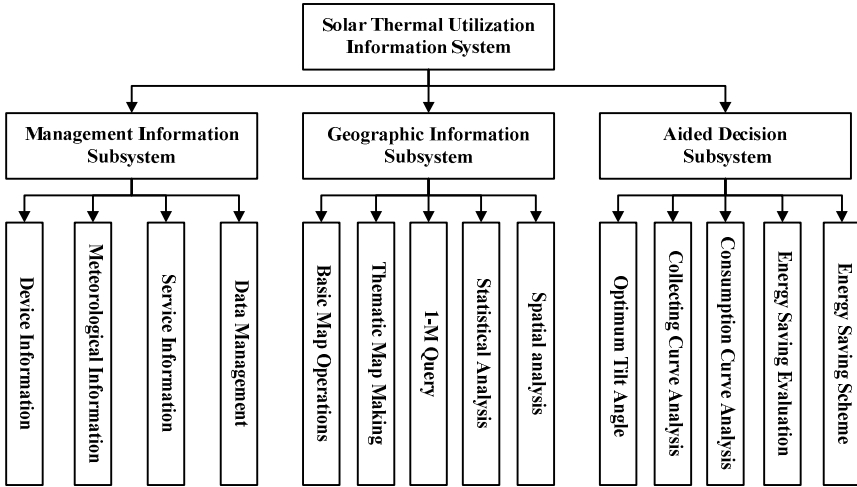 Solar Thermal Utilization
Information System
Management Information
Subsystem
Geographic Information
Subsystem
Aided Decision
Subsystem
Device Information
Meteorological Information
Service Information
Data Management
Basic Map Operations
Thematic Map Making
1-M Query
Statistical Analysis
Spatial analysis
Optimum Tilt Angle
Collecting Curve Analysis
Consumption Curve Analysis
Energy Saving Evaluation
Energy Saving Scheme